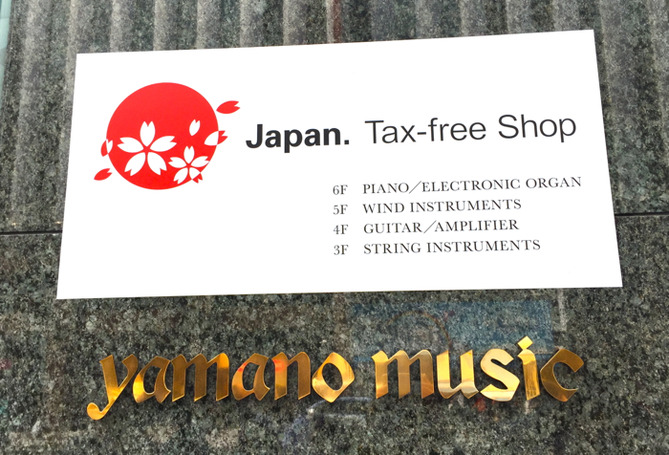 Japan. Tax-free Shop
6F PIANO/ELECTRONIC ORGAN
5F WIND INSTRUMENTS
4F GUITAR/AMPLIFIER
3F STRING INSTRUMENTS
yamano music